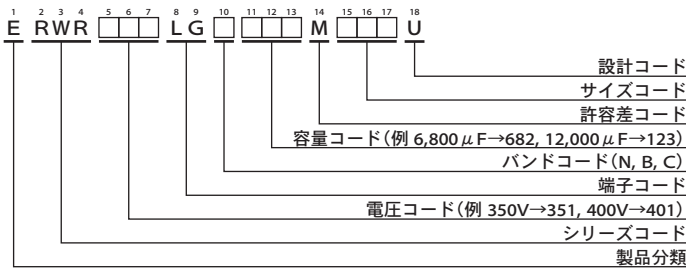 1 2 3 4 5 6 7 8 9 10 11 12 13 14 15 16 17 18
E RWR □□□ LG □ □□□ M □□□ U
設計コード
サイズコード
許容差コード
容量コード(例 6,800μF→682, 12,000μF→123)
バンドコード(N, B, C)
端子コード
電圧コード(例 350V→351, 400V→401)
シリーズコード
製品分類